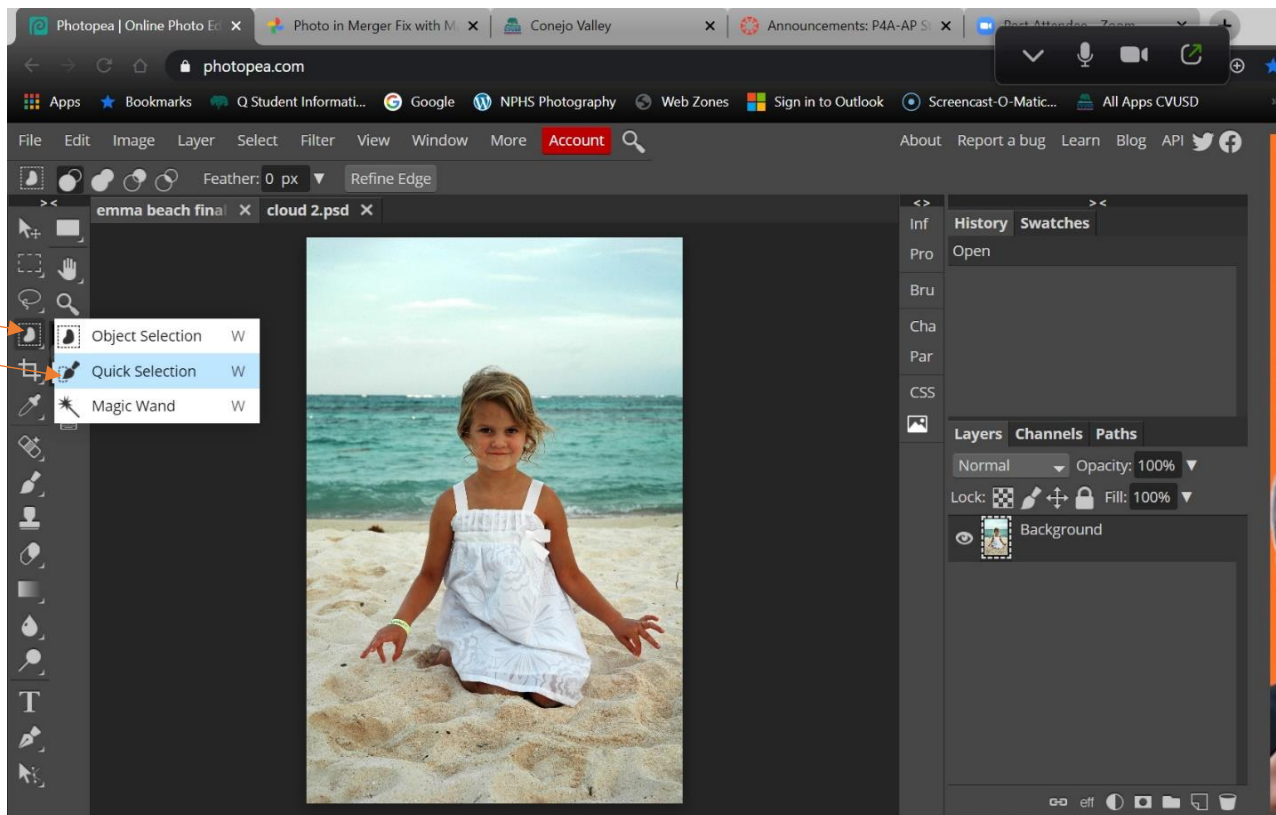 Photopea | Online Photo Ed
Photo in Merger Fix with M
Conejo Valley
Announcements: P4A-AP S
Post Attendee - Zoom
photopea.com
Apps Bookmarks Q Student Informati... Google NPHS Photography Web Zones Sign in to Outlook Screencast-O-Matic... All Apps CVUSD
File Edit Image Layer Select Filter View Window More Account About Report a bug Learn Blog API
Feather: 0 px ▼ Refine Edge
> < emma beach final X cloud 2.psd X <> > <
Inf History Swatches
Pro Open
Bru
Cha
Par
CSS
Object Selection W
Quick Selection W
Magic Wand W
T
Layers Channels Paths
Normal Opacity: 100% ▼
Lock: Fill: 100% ▼
Background
eff